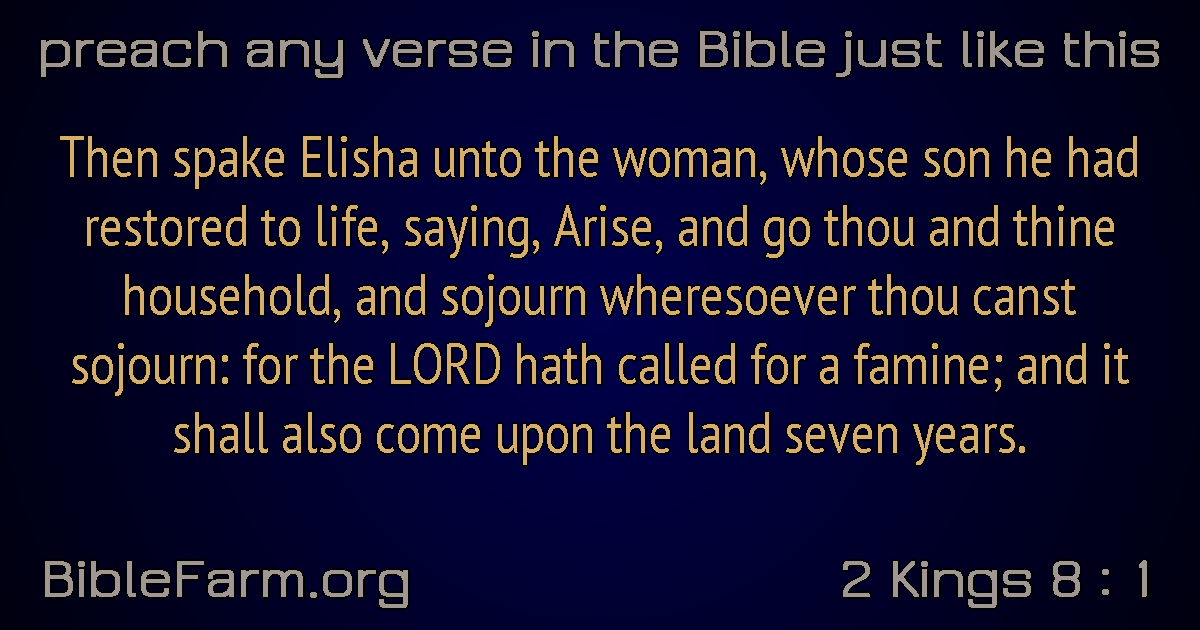 preach any verse in the Bible just like this
Then spake Elisha unto the woman, whose son he had
restored to life, saying, Arise, and go thou and thine
household, and sojourn wheresoever thou canst
sojourn: for the LORD hath called for a famine; and it
shall also come upon the land seven years.
BibleFarm.org
2 Kings 8 : 1